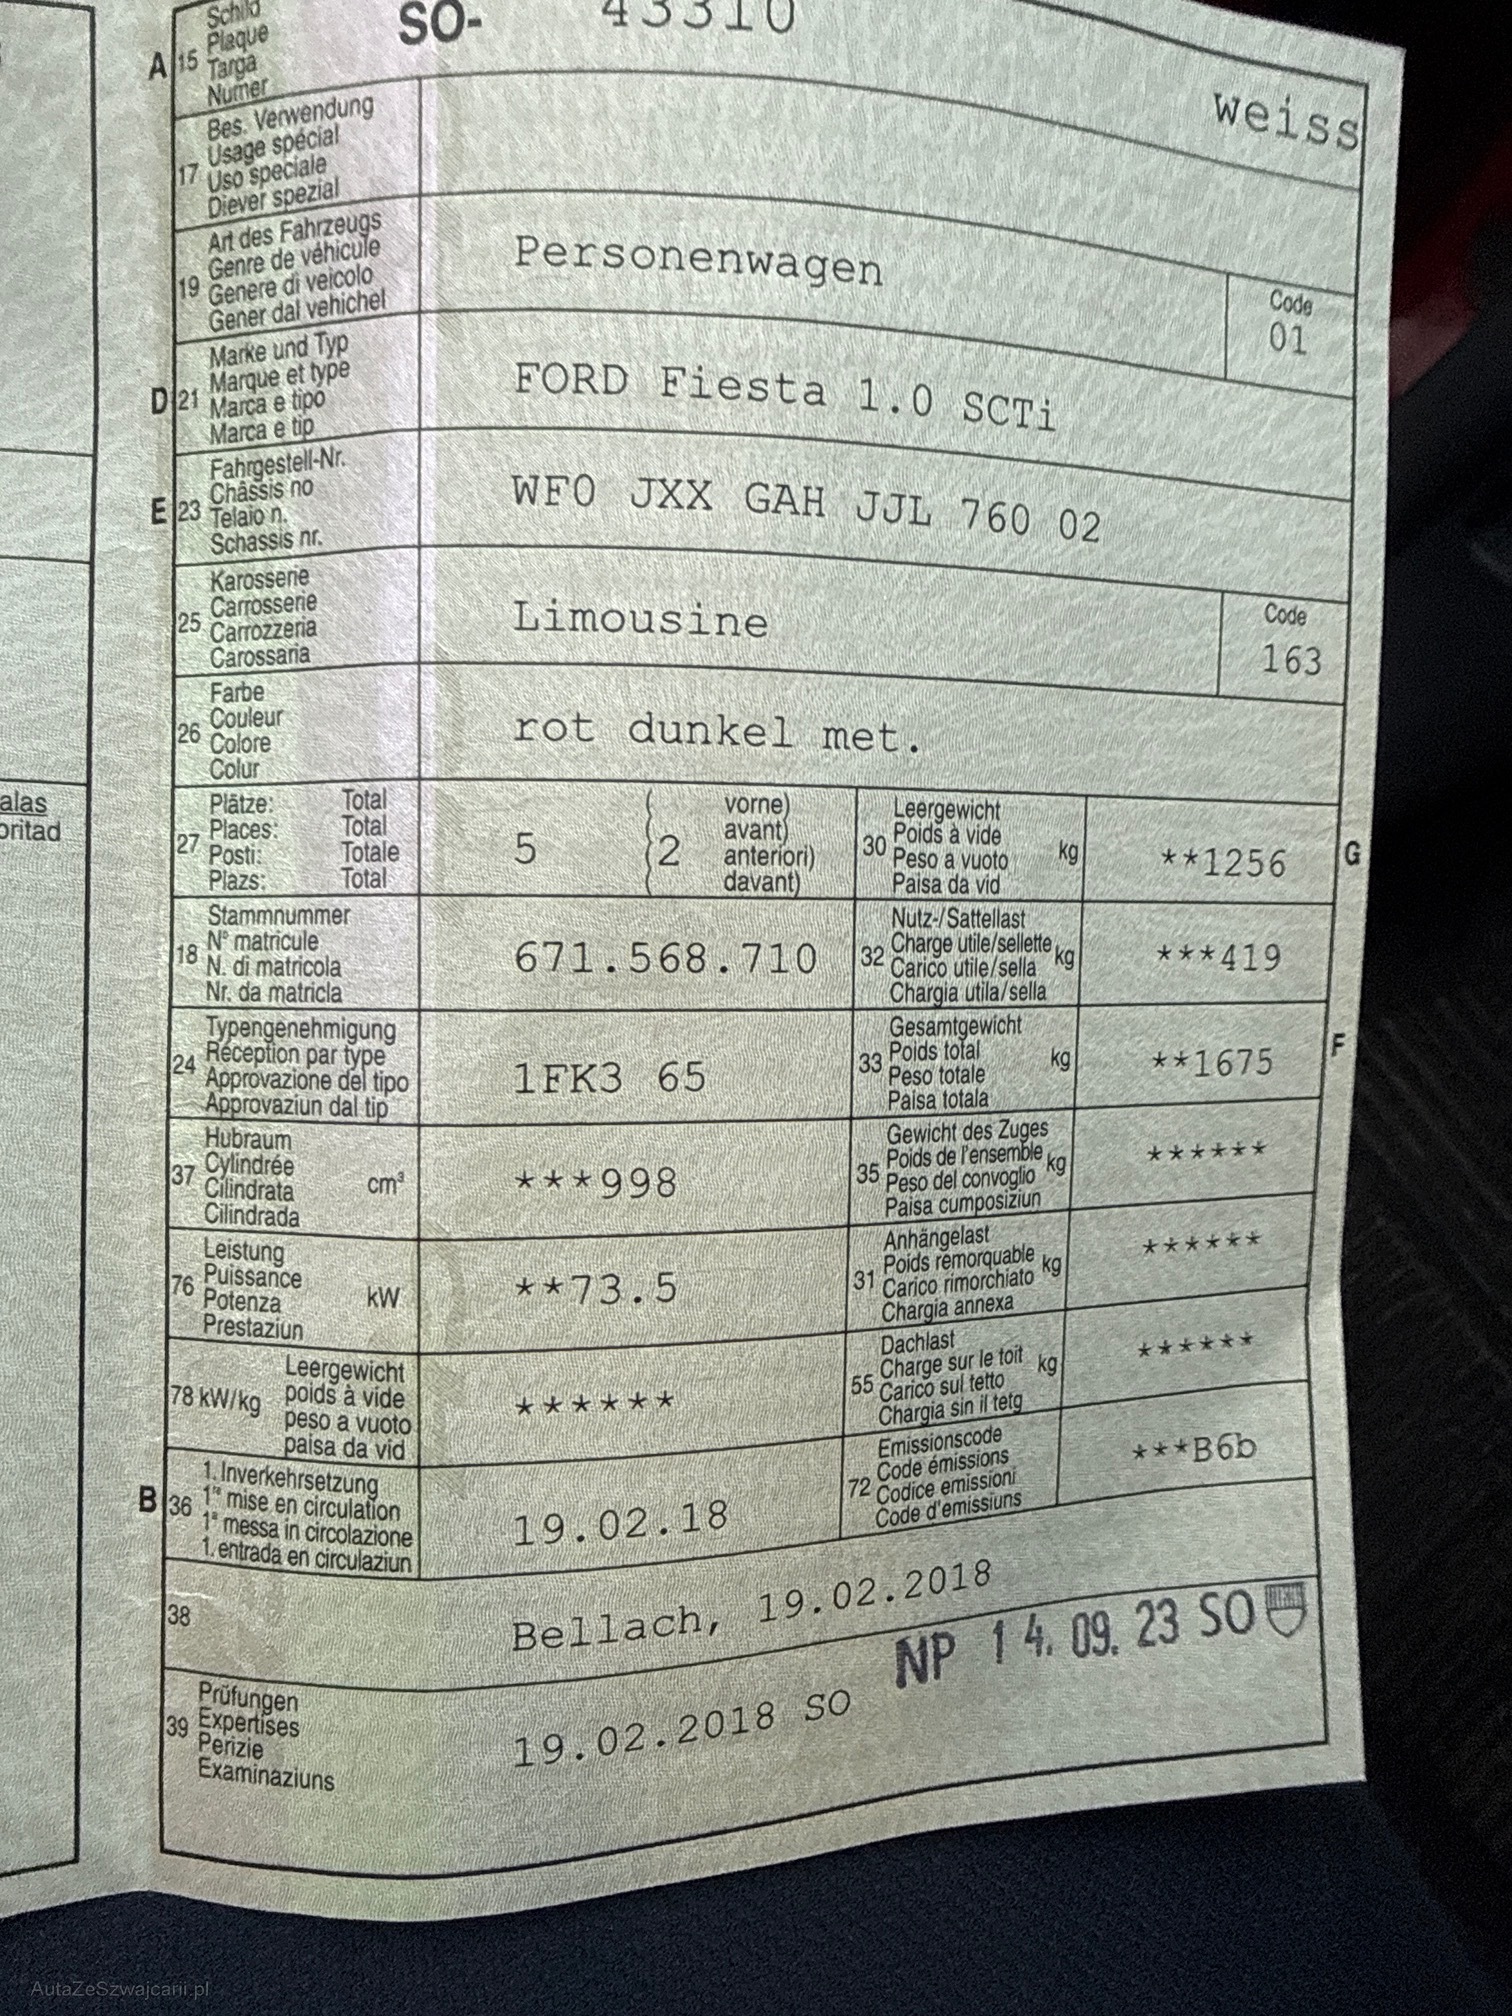 Schild
Plaque
Targa
Numer
A 15 SO- 43310 weiss
Bes. Verwendung
Usage spécial
17 Uso speciale
Diever spezial
Art des Fahrzeugs
Genre de véhicule
19 Genere di veicolo
Gener dal vehichel
Personenwagen
Code
01
Marke und Typ
Marque et type
D 21 Marca e tipo
Marca e tip
FORD Fiesta 1.0 SCTi
Fahrgestell-Nr.
Châssis no
E 23 Telaio n.
Schassis nr.
WF0 JXX GAH JJL 760 02
Karosserie
Carrosserie
25 Carrozzeria
Carossaria
Limousine
Code
163
Farbe
Couleur
26 Colore
Colur
rot dunkel met.
alas
oritad
Plätze: Total
Places: Total
27 Posti: Totale
Plazs: Total
5 (2 vorne)
avant)
anteriori)
davant)
Leergewicht
Poids à vide
30 Peso a vuoto kg
Paisa da vid
**1256 G
Stammnummer
N° matricule
18 N. di matricola
Nr. da matricla
671.568.710
Nutz-/Sattellast
Charge utile/sellette
32 Carico utile/sella kg
Chargia utila/sella
***419
Typengenehmigung
Réception par type
24 Approvazione del tipo
Approvaziun dal tip
1FK3 65
Gesamtgewicht
Poids total
33 Peso totale kg
Paisa totala
**1675 F
Hubraum
Cylindrée
37 Cilindrata cm³
Cilindrada
***998
Gewicht des Zuges
Poids de l'ensemble
35 Peso del convoglio kg
Paisa cumposiziun
******
Leistung
Puissance
76 Potenza kW
Prestaziun
**73.5
Anhängelast
Poids remorquable
31 Carico rimorchiato kg
Chargia annexa
******
Leergewicht
78 kW/kg poids à vide
peso a vuoto
paisa da vid
******
Dachlast
Charge sur le toit
55 Carico sul tetto kg
Chargia sin il tetg
******
1. Inverkehrsetzung
B 36 1re mise en circulation
1a messa in circolazione
1. entrada en circulaziun
19.02.18
Emissionscode
Code émissions
72 Codice emissioni
Code d'emissiuns
***B6b
38 Bellach, 19.02.2018
NP 14.09.23 SO
Prüfungen
39 Expertises
Perizie
Examinaziuns
19.02.2018 SO
AutaZeSzwajcarii.pl